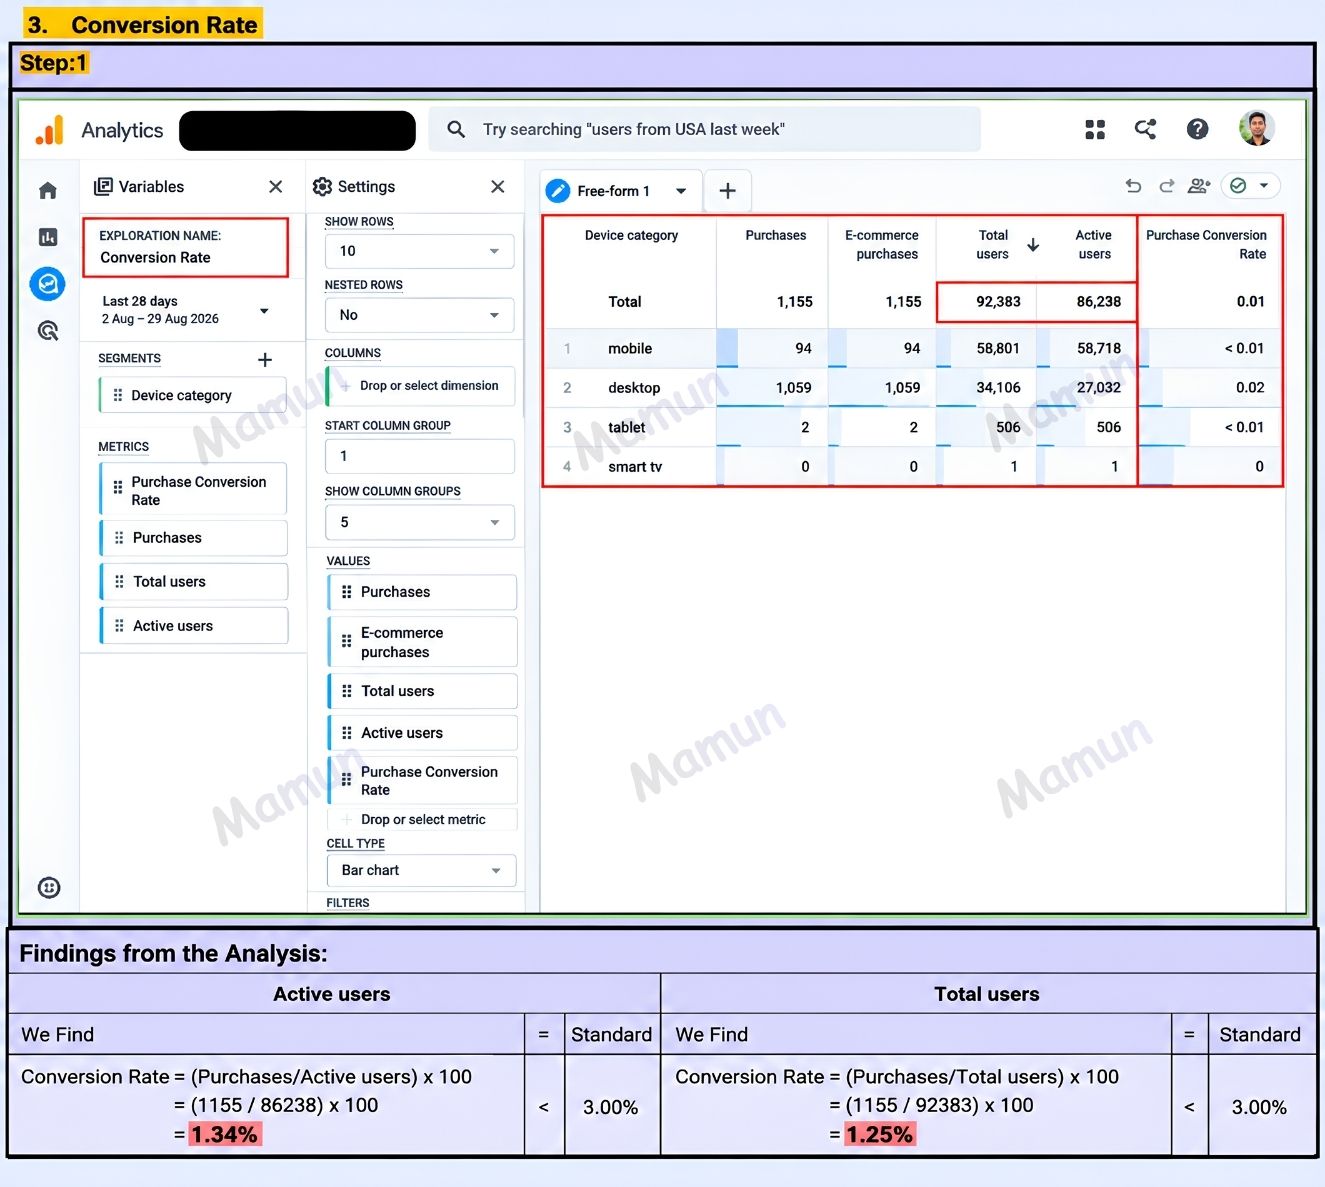 3. Conversion Rate
Step:1
Analytics
Try searching "users from USA last week"
Variables
EXPLORATION NAME:
Conversion Rate
Last 28 days
2 Aug – 29 Aug 2026
SEGMENTS
Device category
METRICS
Purchase Conversion
Rate
Purchases
Total users
Active users
Settings
SHOW ROWS
10
NESTED ROWS
No
COLUMNS
Drop or select dimension
START COLUMN GROUP
1
SHOW COLUMN GROUPS
5
VALUES
Purchases
E-commerce
purchases
Total users
Active users
Purchase Conversion
Rate
Drop or select metric
CELL TYPE
Bar chart
FILTERS
Free-form 1
Device category Purchases E-commerce purchases Total users Active users Purchase Conversion Rate
Total 1,155 1,155 92,383 86,238 0.01
1 mobile 94 94 58,801 58,718 < 0.01
2 desktop 1,059 1,059 34,106 27,032 0.02
3 tablet 2 2 506 506 < 0.01
4 smart tv 0 0 1 1 0
Mamun
Mamun
Mamun
Mamun
Mamun
Mamun
Findings from the Analysis:
Active users Total users
We Find = Standard We Find = Standard
Conversion Rate = (Purchases/Active users) x 100
= (1155 / 86238) x 100
= 1.34%
< 3.00%
Conversion Rate = (Purchases/Total users) x 100
= (1155 / 92383) x 100
= 1.25%
< 3.00%